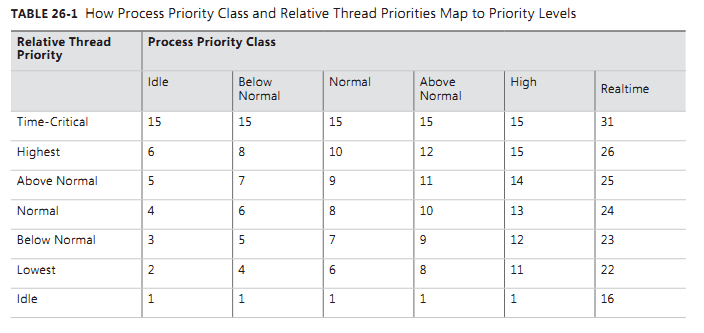 TABLE 26-1 How Process Priority Class and Relative Thread Priorities Map to Priority Levels
Relative Thread Priority Process Priority Class
Idle Below Normal Normal Above Normal High Realtime
Time-Critical 15 15 15 15 15 31
Highest 6 8 10 12 15 26
Above Normal 5 7 9 11 14 25
Normal 4 6 8 10 13 24
Below Normal 3 5 7 9 12 23
Lowest 2 4 6 8 11 22
Idle 1 1 1 1 1 16